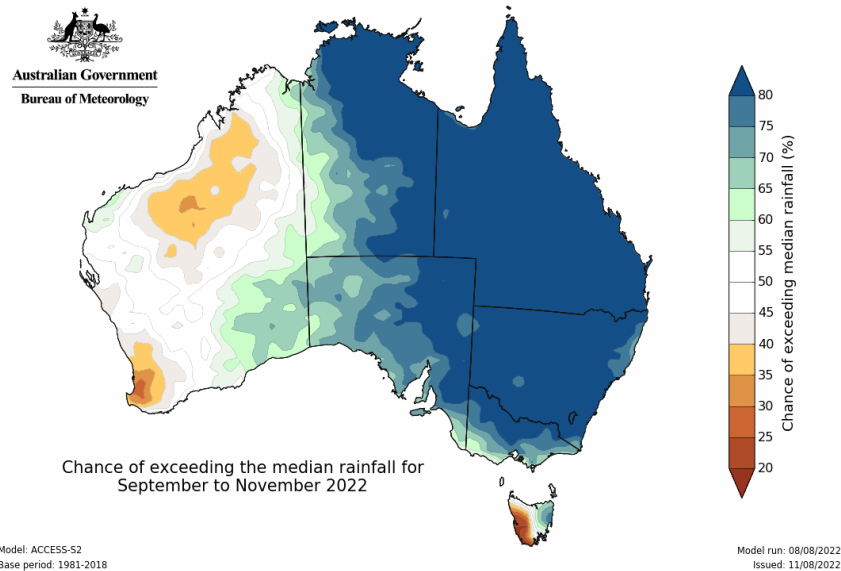 Australian Government
Bureau of Meteorology
80
75
70
65
60
55
50
45
40
35
30
25
20
Chance of exceeding median rainfall (%)
Chance of exceeding the median rainfall for
September to November 2022
Model: ACCESS-S2
Base period: 1981-2018
Model run: 08/08/2022
Issued: 11/08/2022